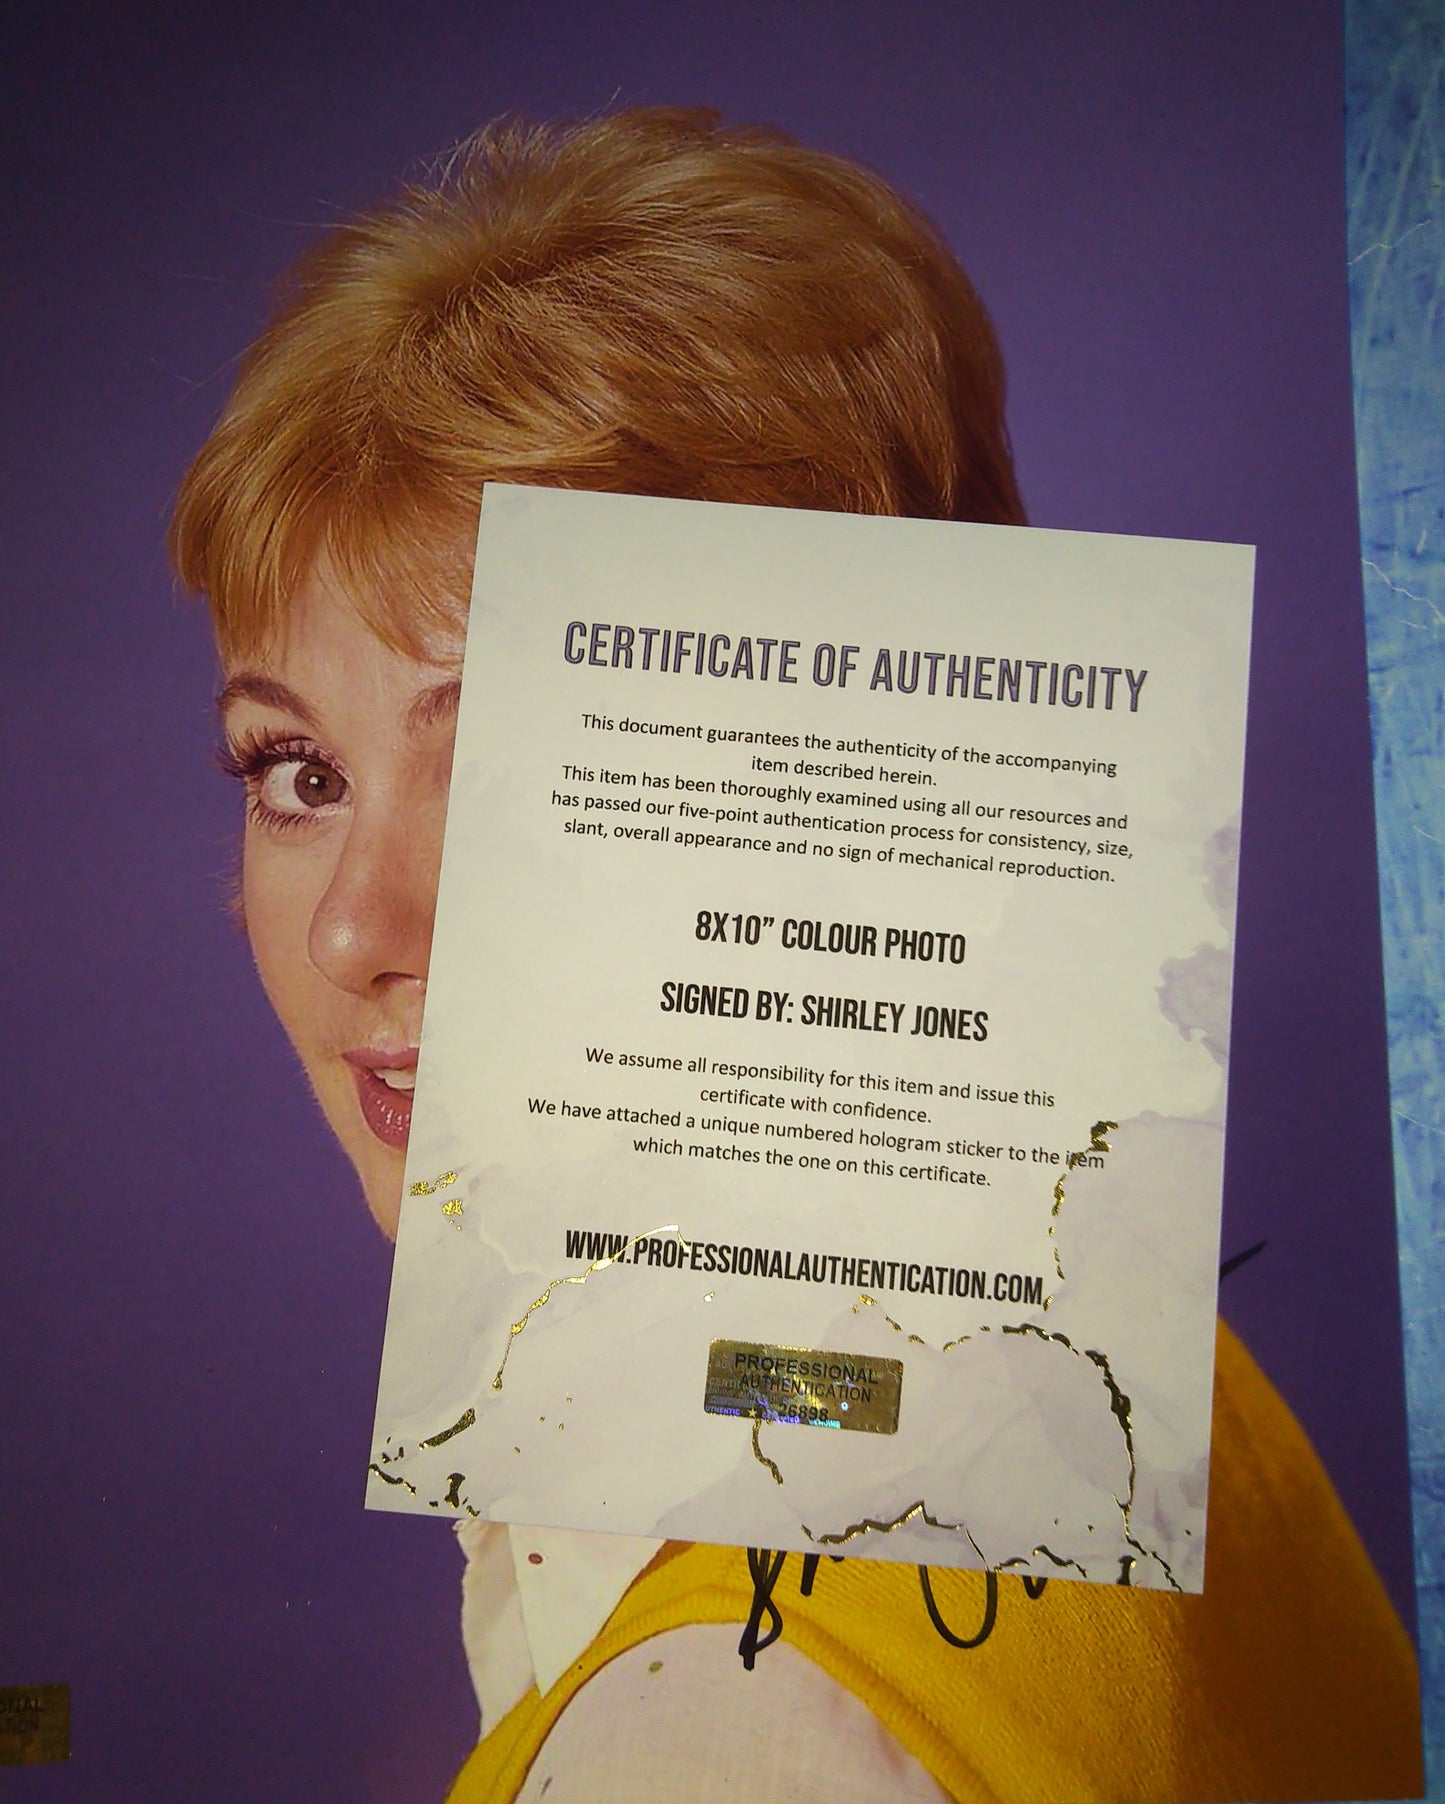 CERTIFICATE OF AUTHENTICITY
This document guarantees the authenticity of the accompanying
item described herein.
This item has been thoroughly examined using all our resources and
has passed our five-point authentication process for consistency, size,
slant, overall appearance and no sign of mechanical reproduction.
8X10” COLOUR PHOTO
SIGNED BY: SHIRLEY JONES
We assume all responsibility for this item and issue this
certificate with confidence.
We have attached a unique numbered hologram sticker to the item
which matches the one on this certificate.
WWW.PROFESSIONALAUTHENTICATION.COM
PROFESSIONAL
AUTHENTICATION